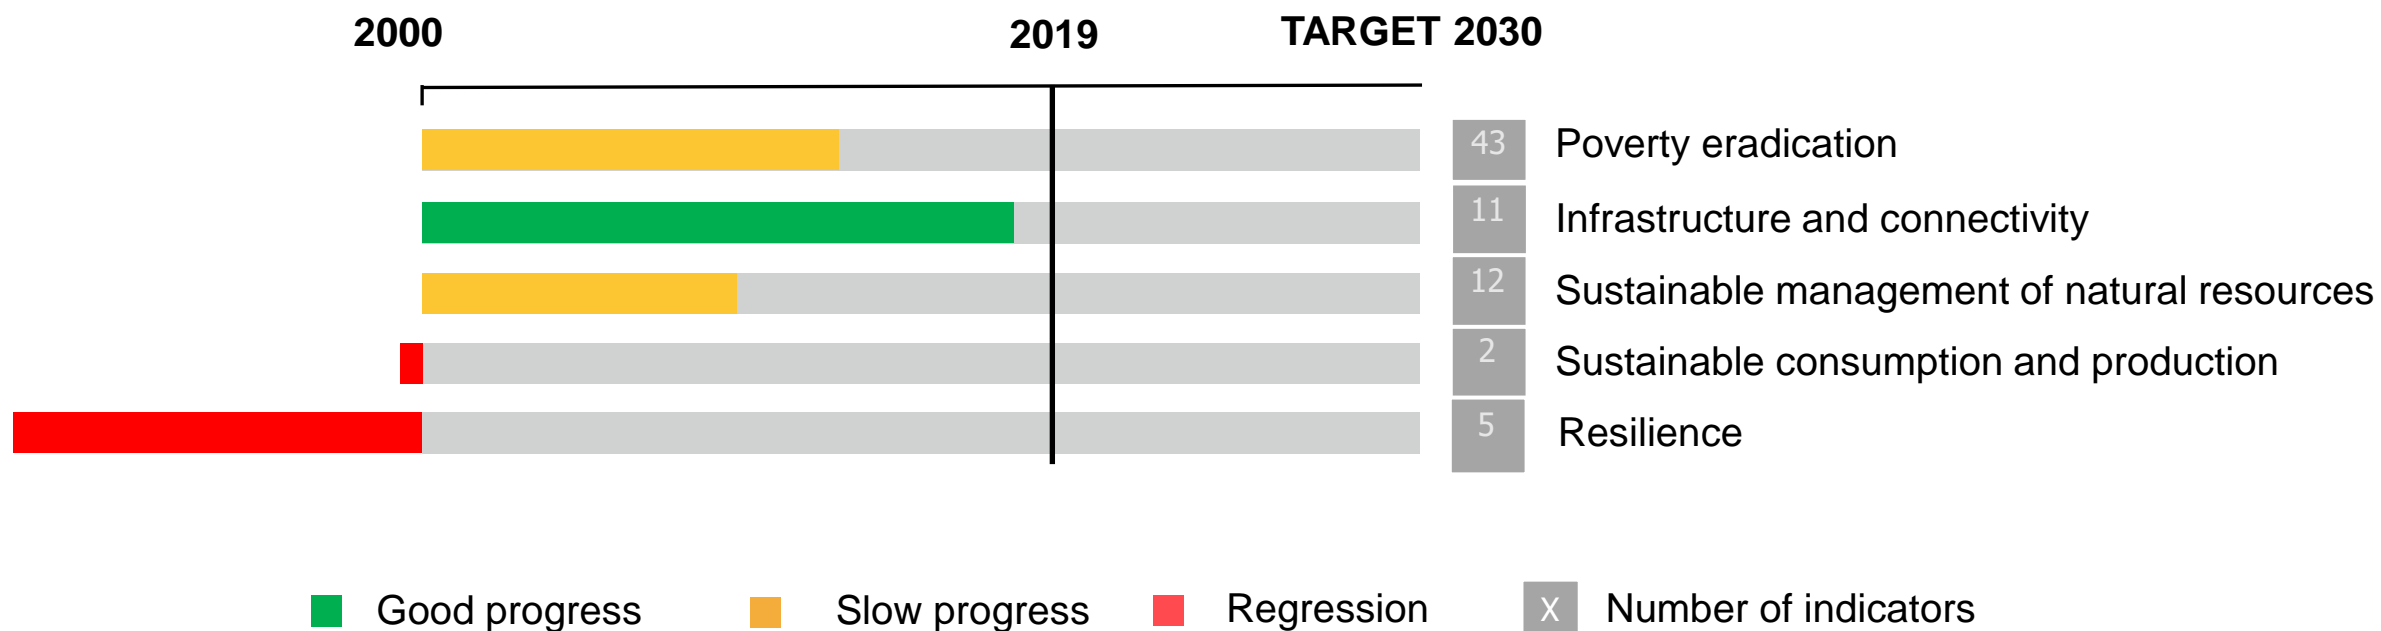 2000 2019 TARGET 2030
43 Poverty eradication
11 Infrastructure and connectivity
12 Sustainable management of natural resources
2 Sustainable consumption and production
5 Resilience
Good progress Slow progress Regression X Number of indicators